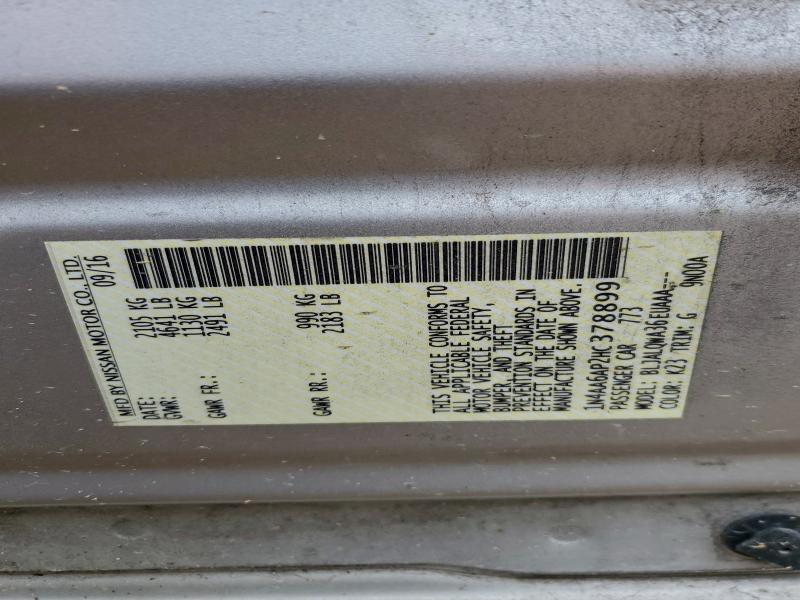 MFD BY NISSAN MOTOR CO.,LTD.
DATE: 09/16
GVWR: 2105 KG
4641 LB
GAWR FR.: 1130 KG
2491 LB
GAWR RR.: 990 KG
2183 LB
THIS VEHICLE CONFORMS TO
ALL APPLICABLE FEDERAL
MOTOR VEHICLE SAFETY,
BUMPER, AND THEFT
PREVENTION STANDARDS IN
EFFECT ON THE DATE OF
MANUFACTURE SHOWN ABOVE.
1N4AA6AP2HC378899
PASSENGER CAR 773
MODEL: BLJALQWA36EUAAA---
COLOR: K23 TRIM: G 9N00A